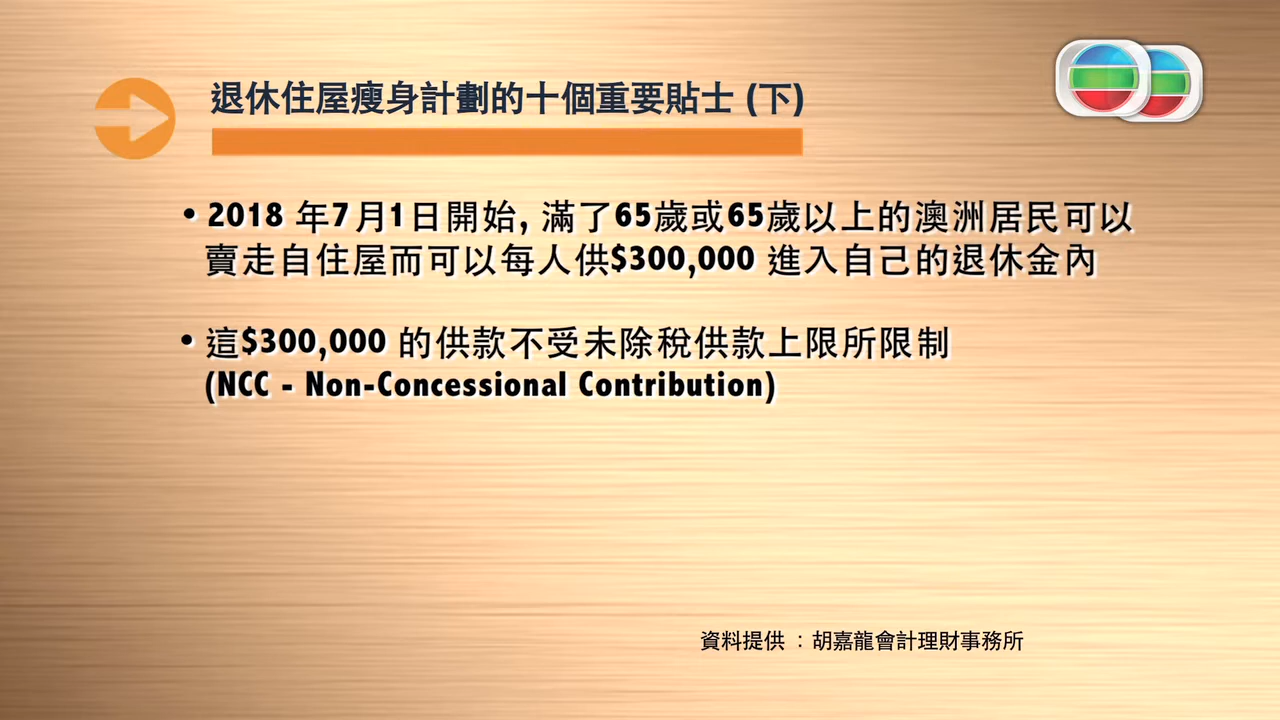 退休住屋瘦身計劃的十個重要貼士 (下)
• 2018 年7月1日開始, 滿了65歲或65歲以上的澳洲居民可以
賣走自住屋而可以每人供$300,000 進入自己的退休金內
• 這$300,000 的供款不受未除稅供款上限所限制
(NCC - Non-Concessional Contribution)
資料提供 : 胡嘉龍會計理財事務所